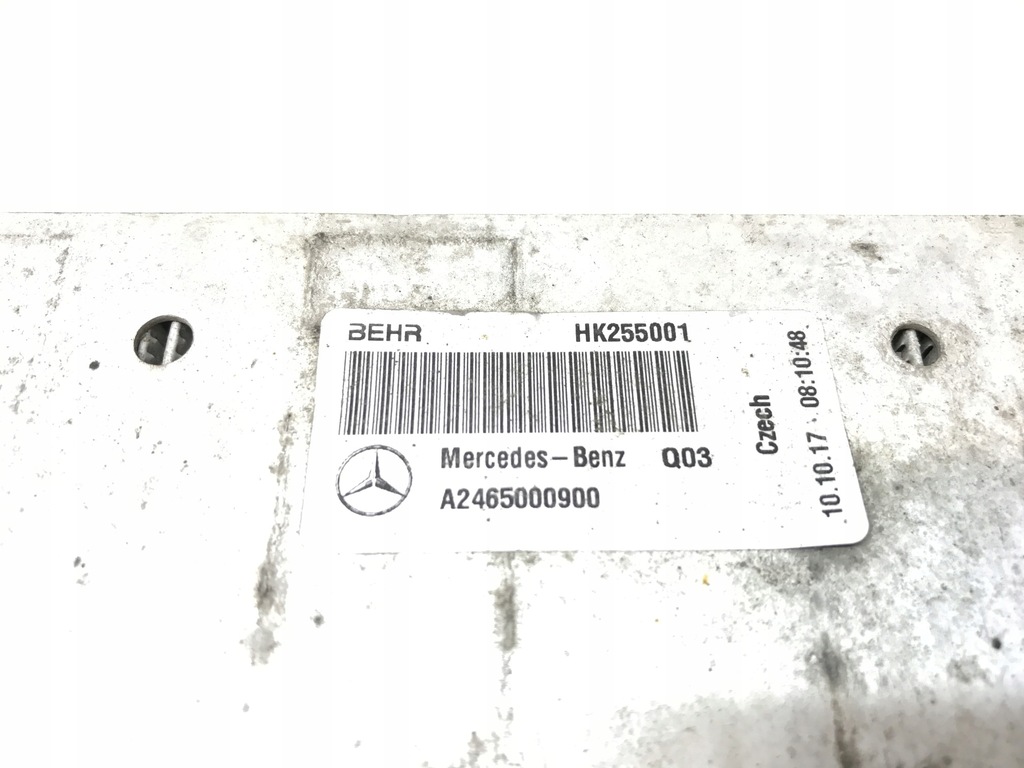 BEHR HK255001
Mercedes-Benz Q03
A2465000900
Czech
10.10.17 08:10:48